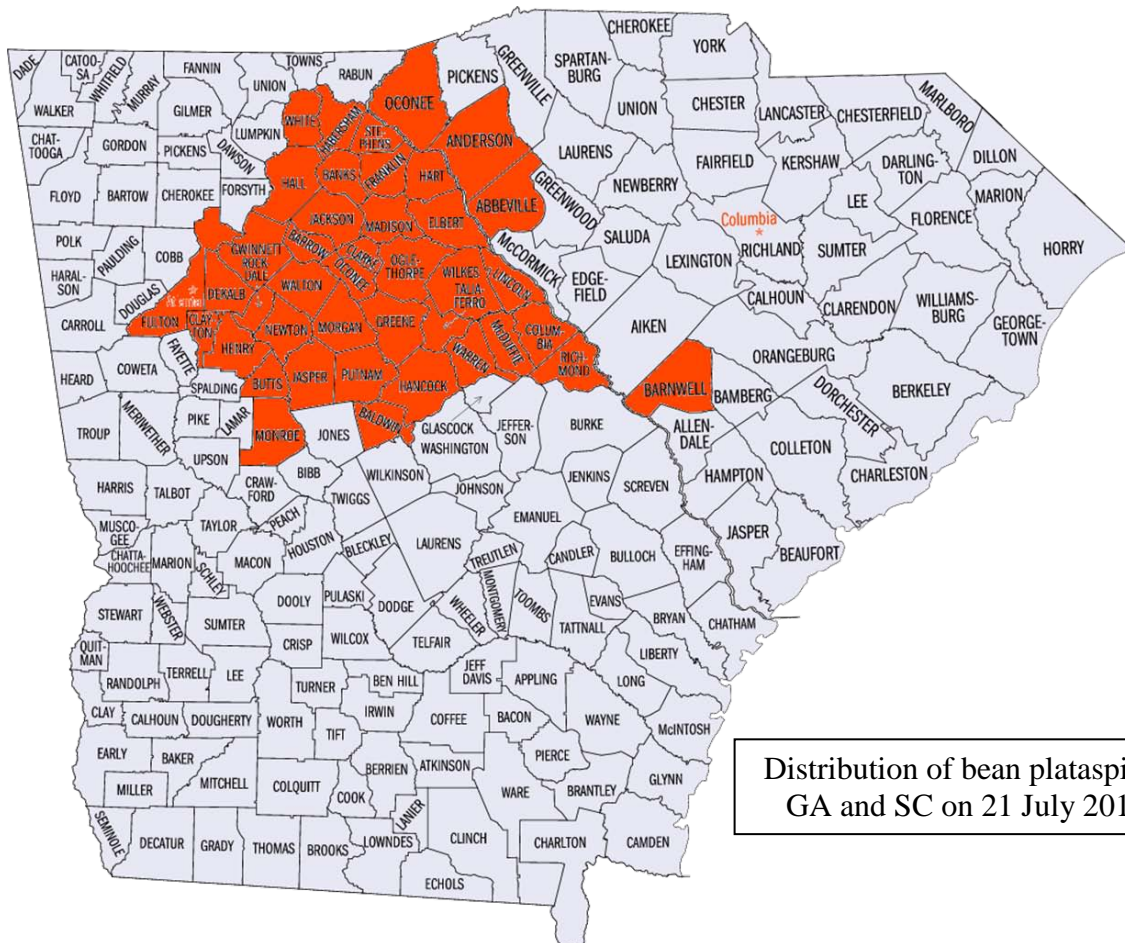 CHEROKEE
YORK
SPARTAN-
BURG
GREENVILLE
PICKENS
OCONEE
UNION
CHESTER
LANCASTER
CHESTERFIELD
MARLBORO
ANDERSON
LAURENS
FAIRFIELD
KERSHAW
DARLING-
TON
DILLON
NEWBERRY
LEE
MARION
ABBEVILLE
GREENWOOD
FLORENCE
Columbia
*
RICHLAND
SUMTER
HORRY
SALUDA
LEXINGTON
McCORMICK
EDGE-
FIELD
CALHOUN
CLARENDON
WILLIAMS-
BURG
GEORGE-
TOWN
AIKEN
ORANGEBURG
BARNWELL
BAMBERG
DORCHESTER
BERKELEY
ALLEN-
DALE
COLLETON
HAMPTON
CHARLESTON
JASPER
BEAUFORT
DADE
CATOO-
SA
WHITFIELD
MURRAY
FANNIN
UNION
TOWNS
RABUN
WALKER
GILMER
WHITE
HABERSHAM
STE-
PHENS
LUMPKIN
CHAT-
TOOGA
GORDON
PICKENS
DAWSON
HALL
BANKS
FRANKLIN
HART
FLOYD
BARTOW
CHEROKEE
FORSYTH
JACKSON
MADISON
ELBERT
POLK
PAULDING
COBB
GWINNETT
BARROW
CLARKE
OCONEE
OGLE-
THORPE
WILKES
LINCOLN
HARAL-
SON
DOUGLAS
DEKALB
ROCK
DALE
WALTON
TALIA-
FERRO
CARROLL
FULTON
CLAY-
TON
NEWTON
MORGAN
GREENE
McDUFFIE
COLUM-
BIA
FAYETTE
HENRY
WARREN
RICH-
MOND
COWETA
HEARD
SPALDING
BUTTS
JASPER
PUTNAM
HANCOCK
PIKE
LAMAR
MONROE
JONES
BALDWIN
GLASCOCK
WASHINGTON
JEFFER-
SON
BURKE
TROUP
MERIWETHER
UPSON
BIBB
WILKINSON
HARRIS
TALBOT
CRAW-
FORD
TWIGGS
JOHNSON
JENKINS
SCREVEN
PEACH
MUSCO-
GEE
TAYLOR
EMANUEL
CHATTA-
HOOCHEE
MARION
MACON
HOUSTON
BLECKLEY
LAURENS
TREUTLEN
CANDLER
BULLOCH
EFFING-
HAM
SCHLEY
STEWART
WEBSTER
SUMTER
DOOLY
PULASKI
DODGE
WHEELER
MONTGOMERY
TOOMBS
EVANS
TATTNALL
BRYAN
CHATHAM
CRISP
WILCOX
TELFAIR
QUIT-
MAN
LIBERTY
RANDOLPH
TERRELL
LEE
TURNER
BEN HILL
JEFF
DAVIS
APPLING
LONG
CLAY
CALHOUN
DOUGHERTY
WORTH
TIFT
IRWIN
COFFEE
BACON
WAYNE
McINTOSH
EARLY
BAKER
MITCHELL
COLQUITT
COOK
BERRIEN
ATKINSON
PIERCE
MILLER
WARE
BRANTLEY
GLYNN
SEMINOLE
DECATUR
GRADY
THOMAS
BROOKS
LANIER
LOWNDES
CLINCH
CHARLTON
CAMDEN
ECHOLS
Distribution of bean plataspi
GA and SC on 21 July 201